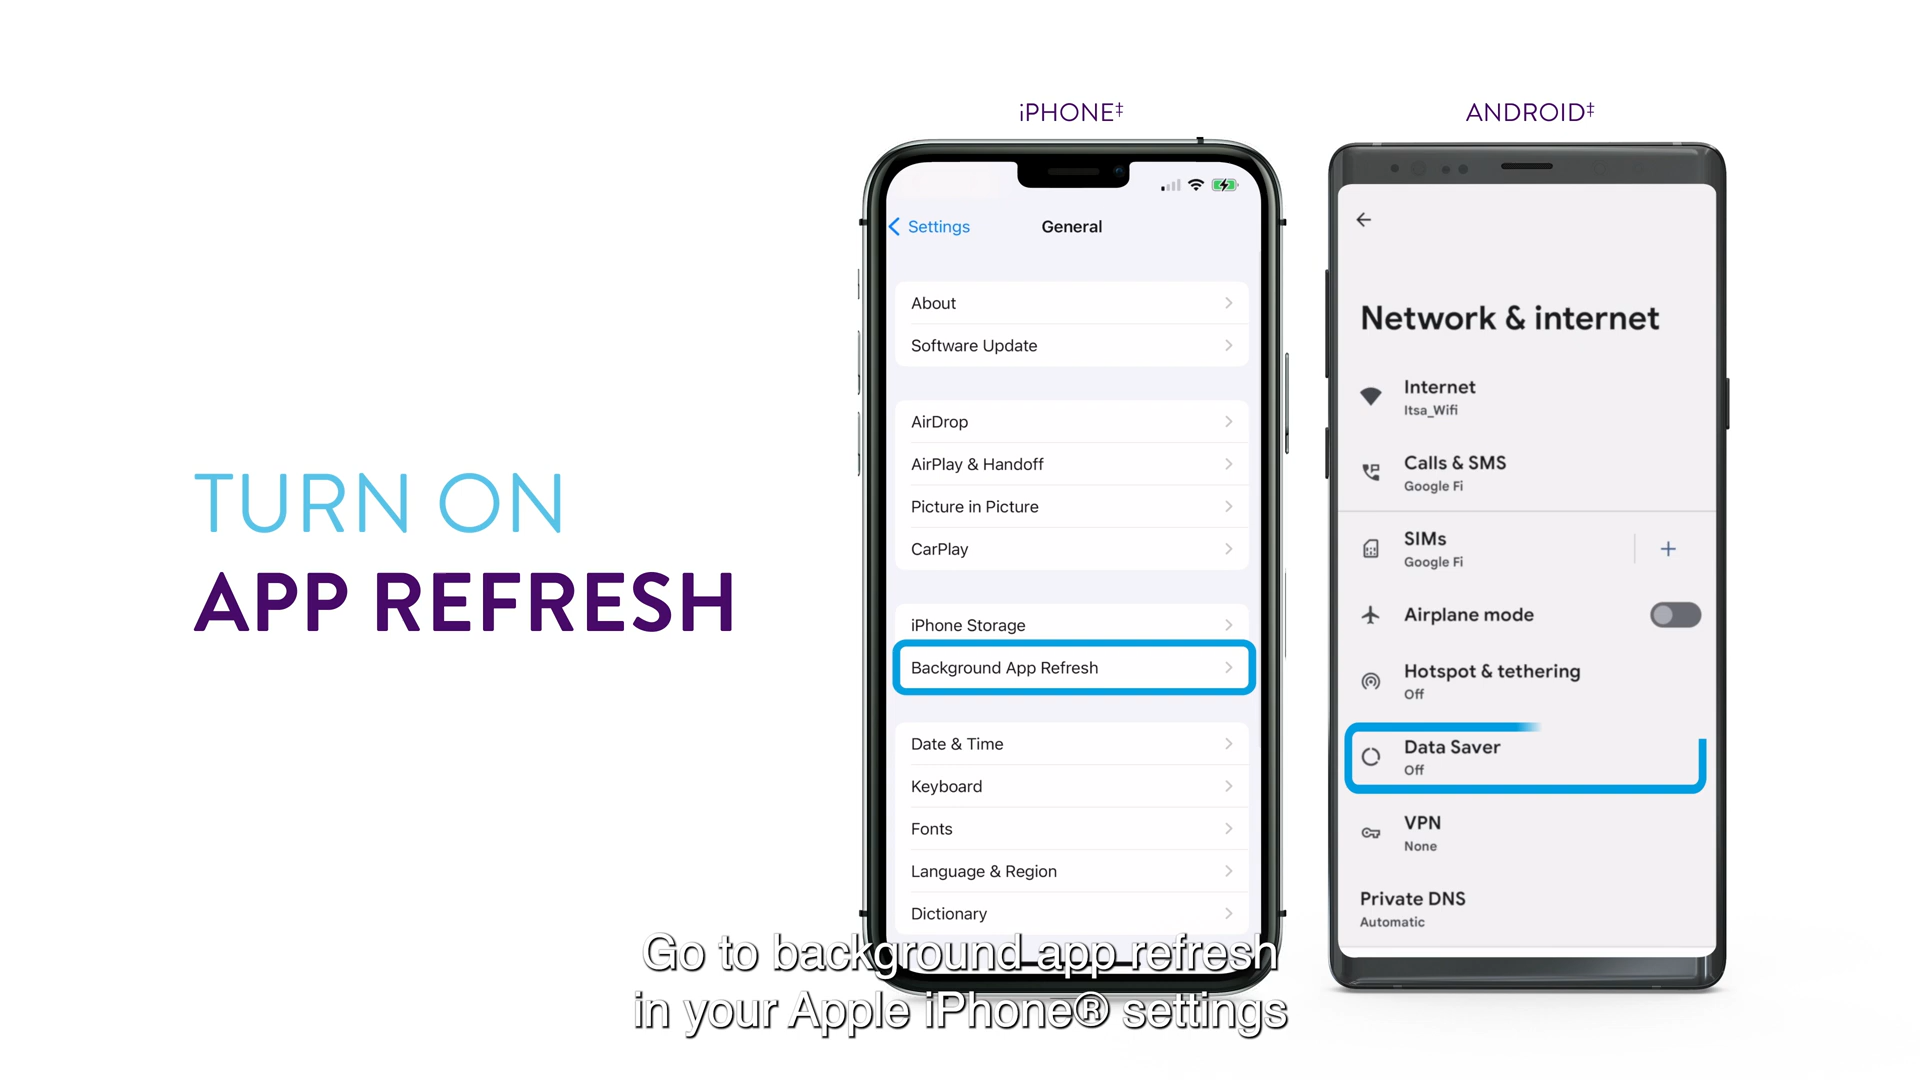 TURN ON
APP REFRESH
iPHONE‡
Settings
General
About
Software Update
AirDrop
AirPlay & Handoff
Picture in Picture
CarPlay
iPhone Storage
Background App Refresh
Date & Time
Keyboard
Fonts
Language & Region
Dictionary
ANDROID‡
Network & internet
Internet
Itsa_Wifi
Calls & SMS
Google Fi
SIMs
Google Fi
+
Airplane mode
Hotspot & tethering
Off
Data Saver
Off
VPN
None
Private DNS
Automatic
Go to background app refresh
in your Apple iPhone® settings